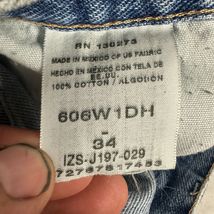 RN 130273
MADE IN MEXICO OF US FABRIC
HECHO EN MEXICO CON TELA DE
EE.UU.
100% COTTON / ALGODON
606W1DH
-
34
IZS-J197-029